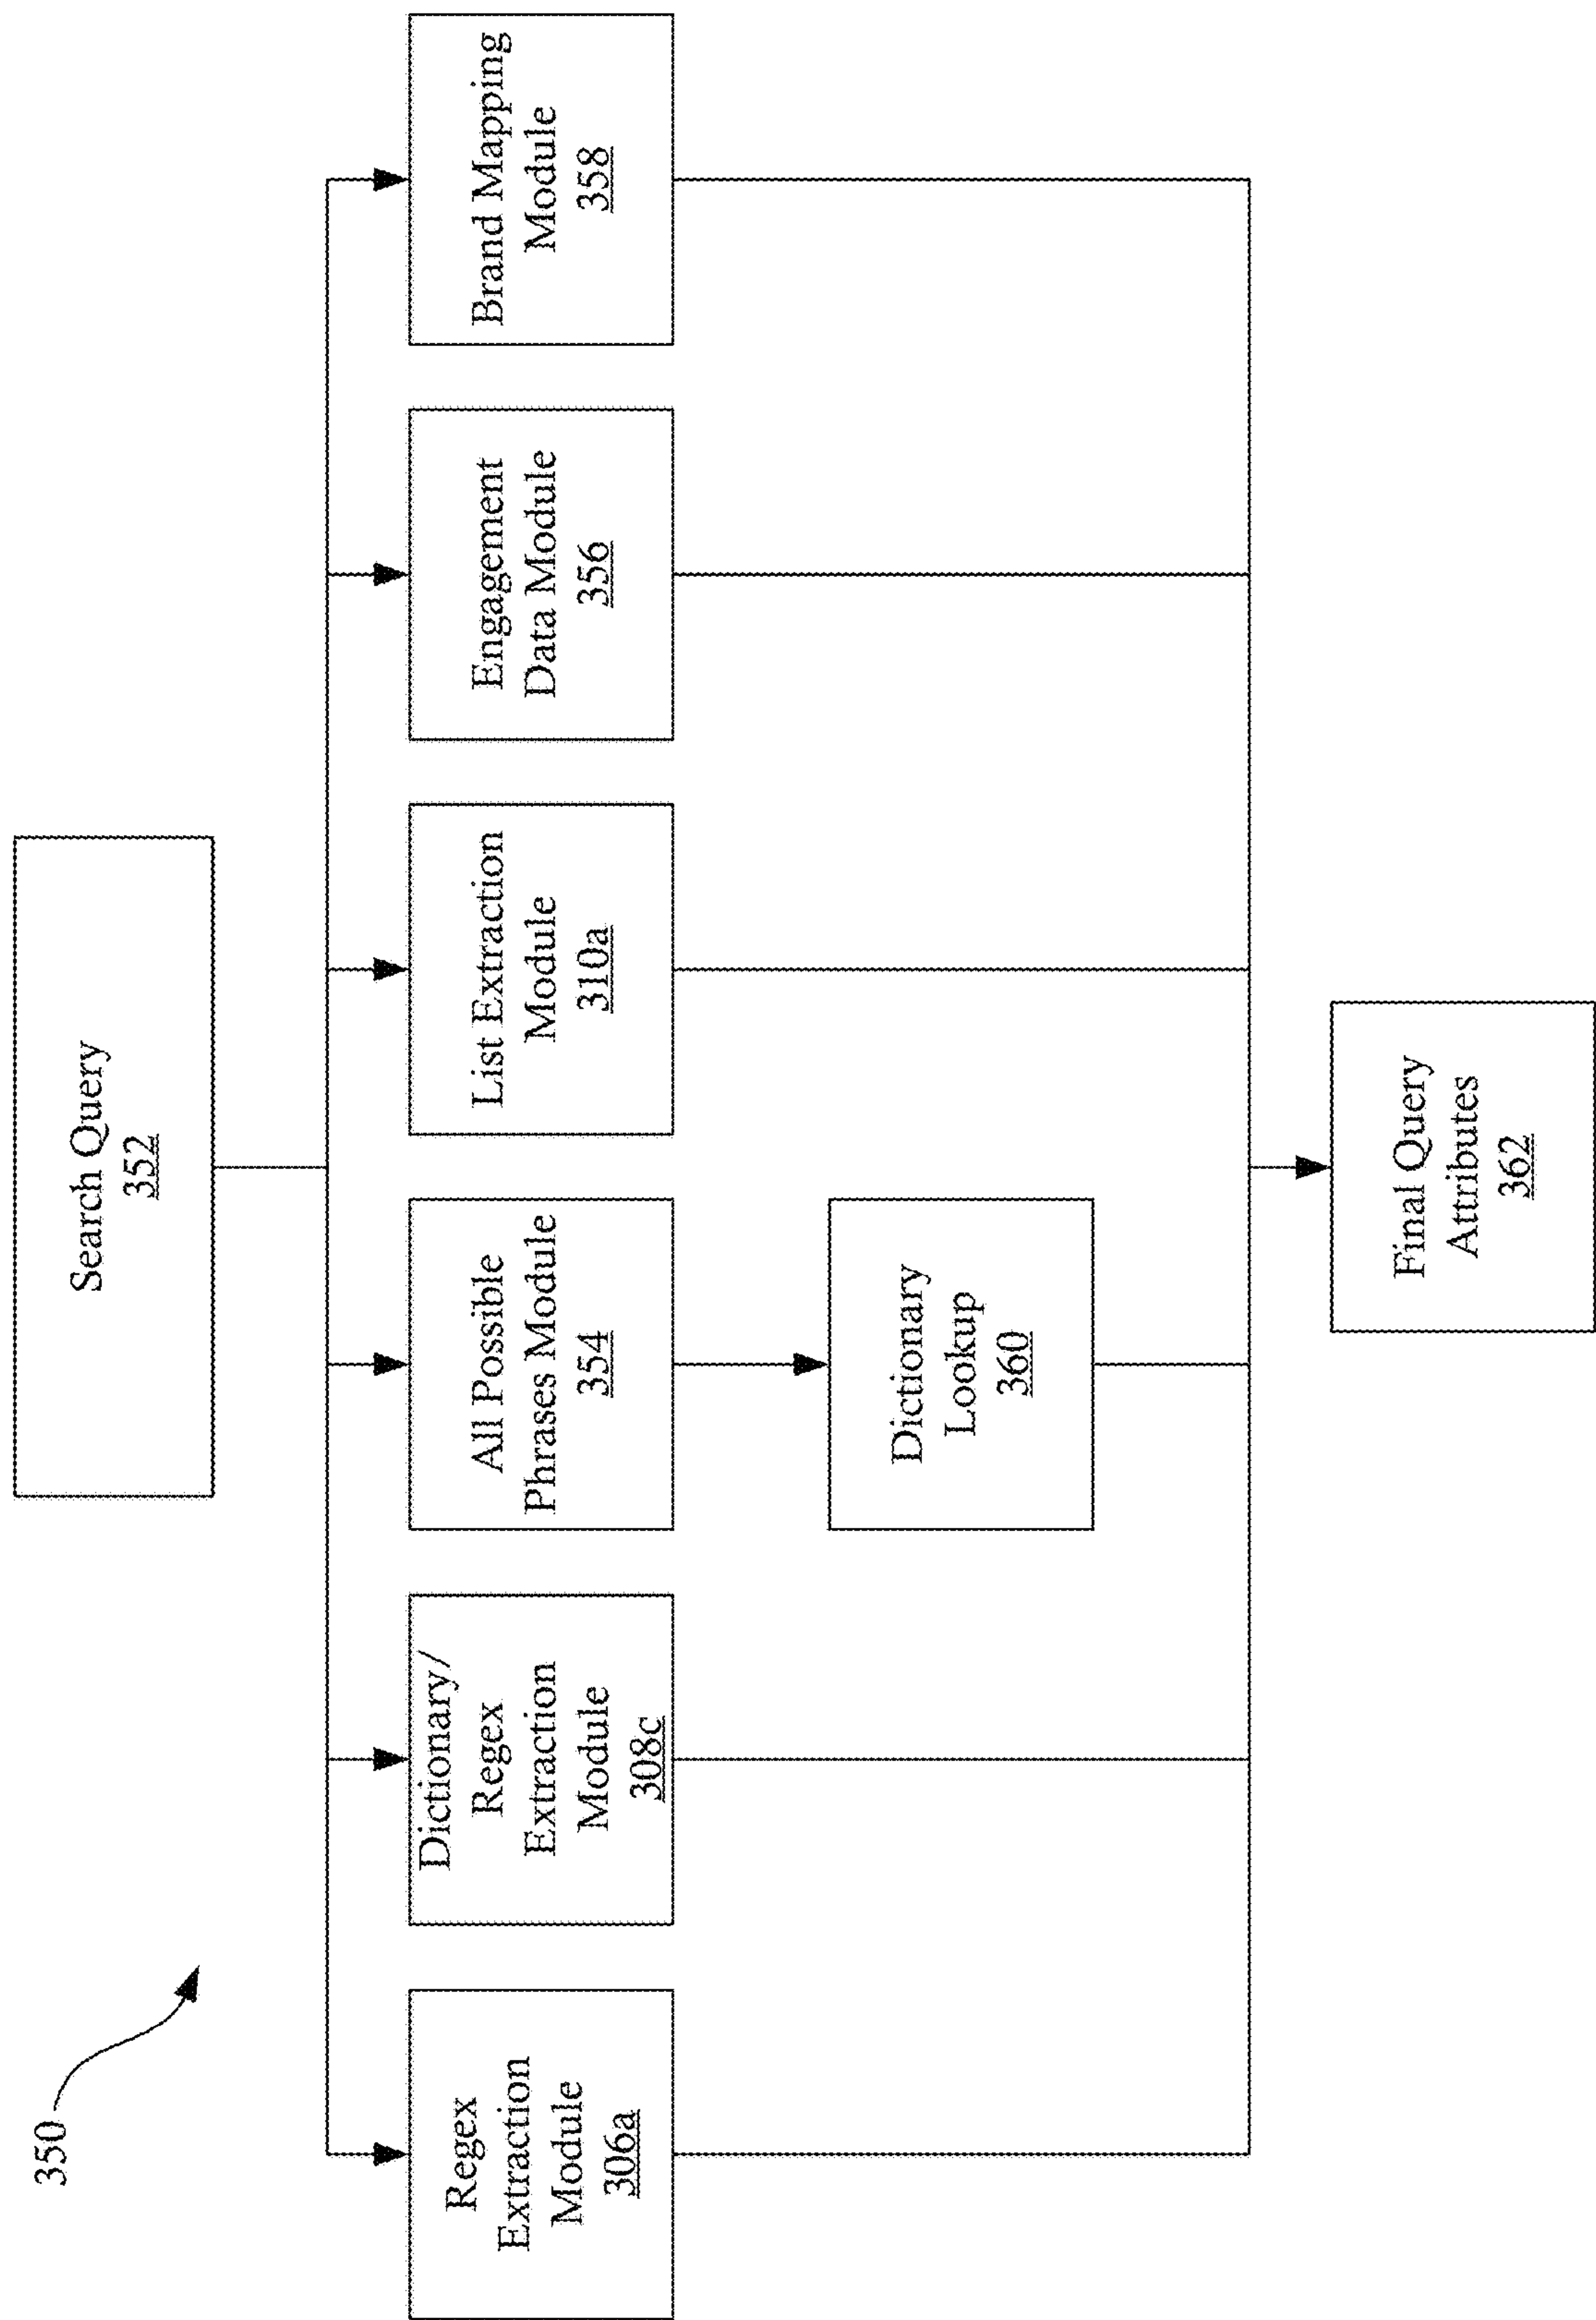 350
Search Query
352
Regex
Extraction
Module
306a
Dictionary/
Regex
Extraction
Module
308c
All Possible
Phrases Module
354
List Extraction
Module
310a
Engagement
Data Module
356
Brand Mapping
Module
358
Dictionary
Lookup
360
Final Query
Attributes
362